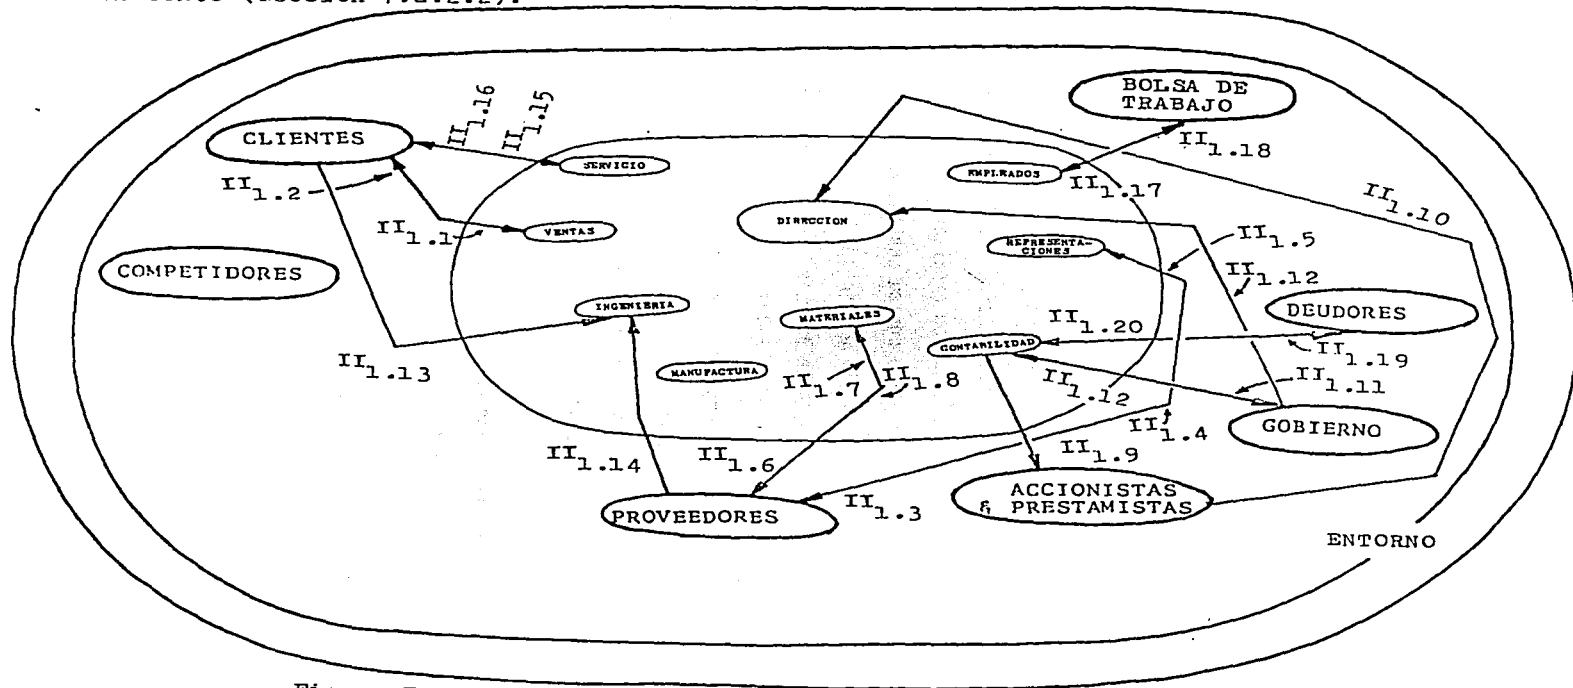 BOLSA DE
TRABAJO
CLIENTES
II1.16
II1.15
II1.18
SERVICIO
EMPLEADOS
II1.2
II1.17
II1.10
DIRECCION
II1.1
VENTAS
REPRESENTA-
CIONES
II1.5
COMPETIDORES
II1.12
INGENIERIA
MATERIALES
DEUDORES
II1.20
CONTABILIDAD
II1.19
II1.13
MANUFACTURA
II1.7
II1.8
II1.12
II1.11
II1.4
GOBIERNO
II1.14
II1.6
II1.9
II1.3
ACCIONISTAS
& PRESTAMISTAS
PROVEEDORES
ENTORNO